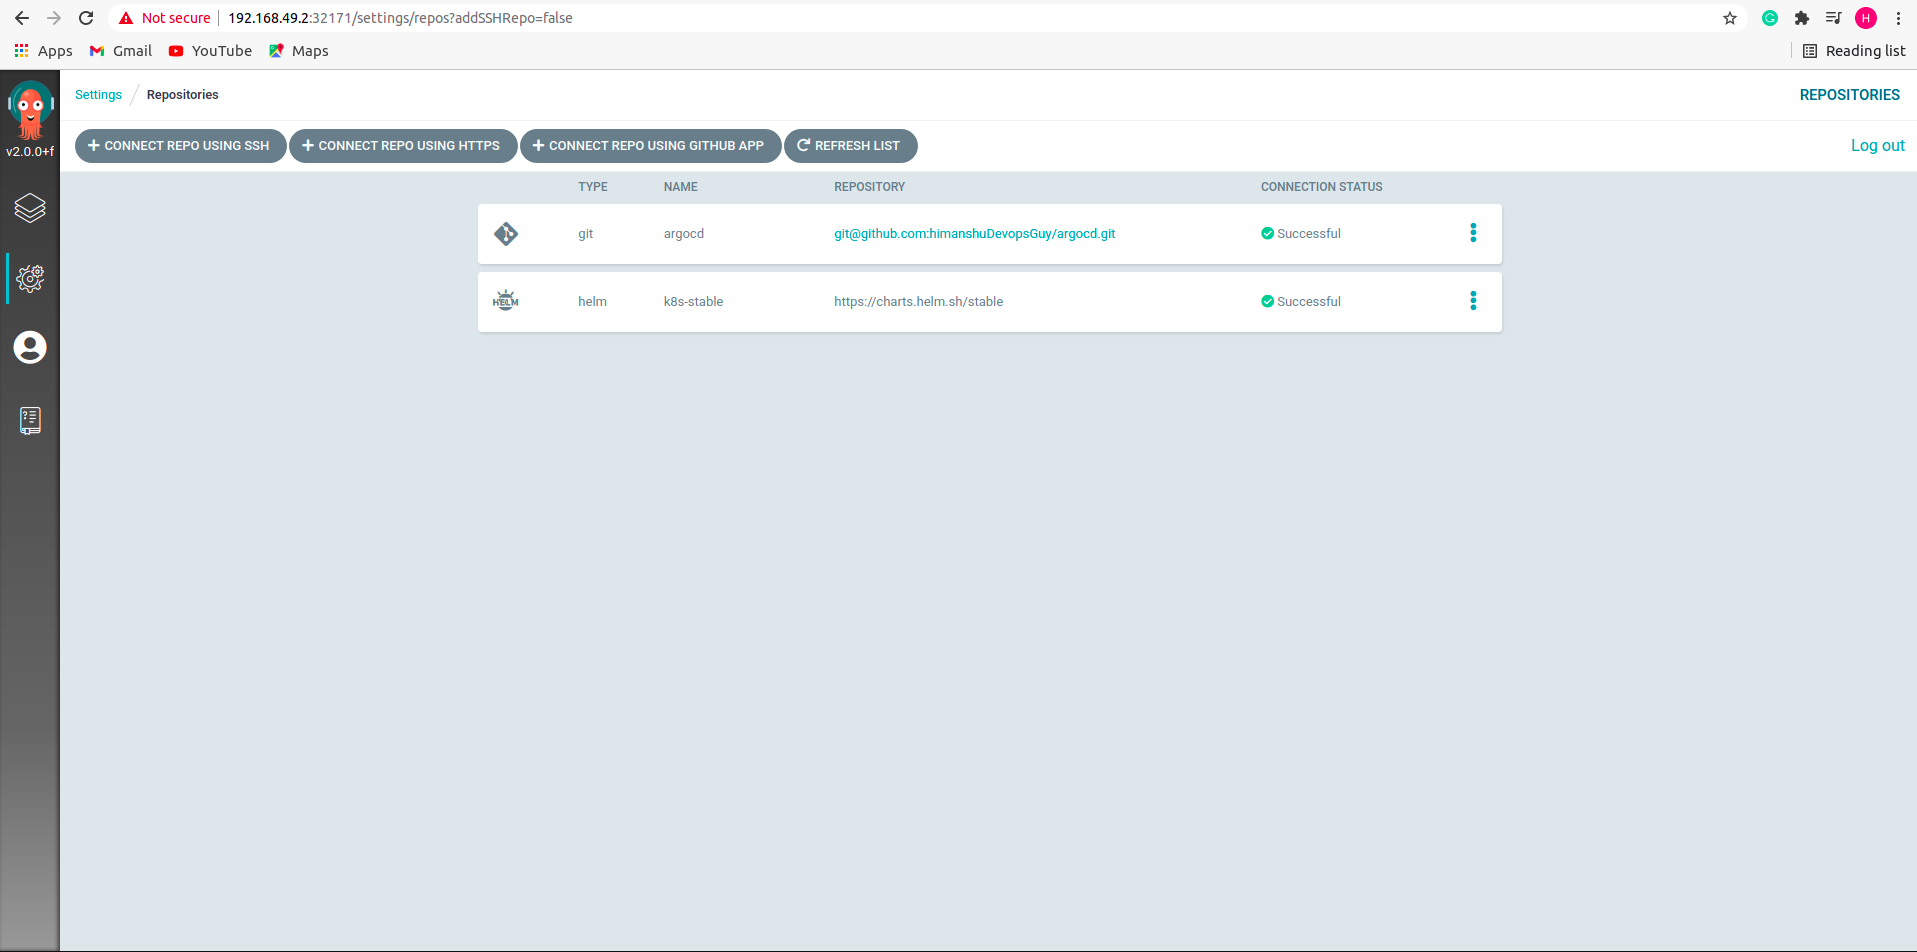 Not secure 192.168.49.2:32171/settings/repos?addSSHRepo=false H
Apps Gmail YouTube Maps Reading list
v2.0.0+f
Settings / Repositories REPOSITORIES
CONNECT REPO USING SSH CONNECT REPO USING HTTPS CONNECT REPO USING GITHUB APP REFRESH LIST Log out
TYPE NAME REPOSITORY CONNECTION STATUS
git argocd git@github.com:himanshuDevopsGuy/argocd.git Successful
HELM helm k8s-stable https://charts.helm.sh/stable Successful